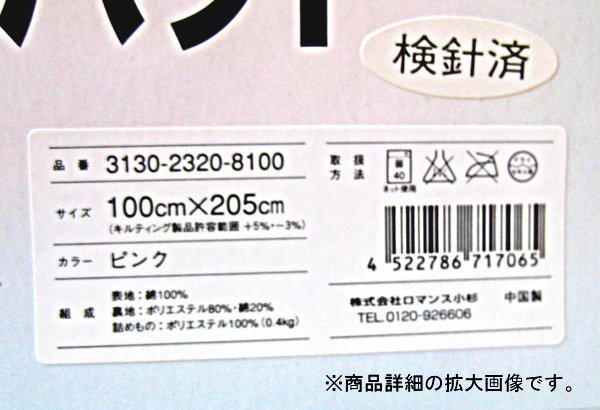 検針済
品番 3130-2320-8100
サイズ 100cm×205cm
(キルティング製品許容範囲 +5%・-3%)
カラー ピンク
組成 表地:綿100%
裏地:ポリエステル80%・綿20%
詰めもの:ポリエステル100%(0.4kg)
取扱方法
40
ネット使用
ドライ
4 522786 717065
株式会社ロマンス小杉 中国製
TEL.0120-926606
※商品詳細の拡大画像です。